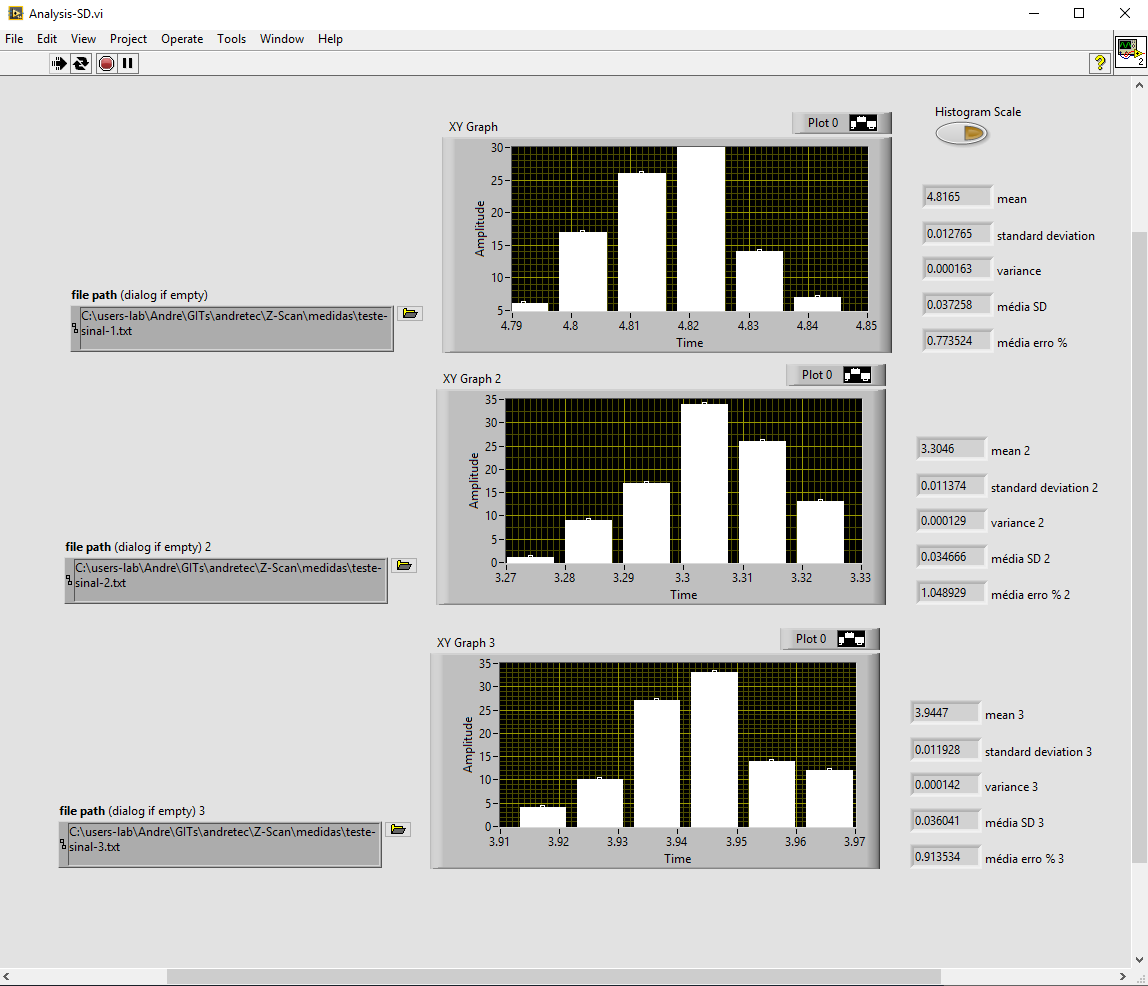 Analysis-SD.vi
File Edit View Project Operate Tools Window Help
?
2
Histogram Scale
XY Graph
Plot 0
30
25
20
15
10
5
Amplitude
4.79 4.8 4.81 4.82 4.83 4.84 4.85
Time
4.8165 mean
0.012765 standard deviation
0.000163 variance
0.037258 média SD
0.773524 média erro %
file path (dialog if empty)
C:\users-lab\Andre\GITs\andretec\Z-Scan\medidas\teste-
sinal-1.txt
XY Graph 2
Plot 0
35
30
25
20
15
10
5
0
Amplitude
3.27 3.28 3.29 3.3 3.31 3.32 3.33
Time
3.3046 mean 2
0.011374 standard deviation 2
0.000129 variance 2
0.034666 média SD 2
1.048929 média erro % 2
file path (dialog if empty) 2
C:\users-lab\Andre\GITs\andretec\Z-Scan\medidas\teste-
sinal-2.txt
XY Graph 3
Plot 0
35
30
25
20
15
10
5
0
Amplitude
3.91 3.92 3.93 3.94 3.95 3.96 3.97
Time
3.9447 mean 3
0.011928 standard deviation 3
0.000142 variance 3
0.036041 média SD 3
0.913534 média erro % 3
file path (dialog if empty) 3
C:\users-lab\Andre\GITs\andretec\Z-Scan\medidas\teste-
sinal-3.txt